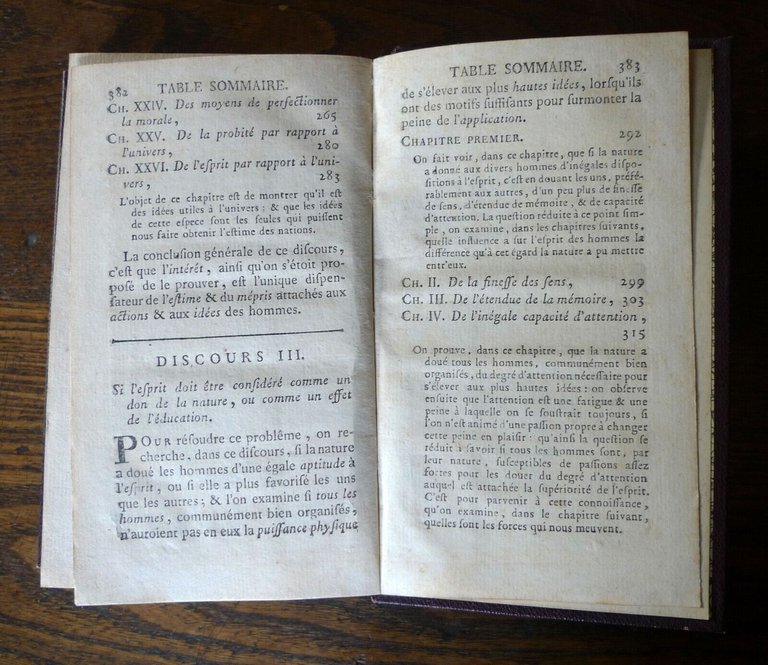 382 TABLE SOMMAIRE.
CH. XXIV. Des moyens de perfectionner
la morale, 265
CH. XXV. De la probité par rapport à
l'univers, 280
CH. XXVI. De l'esprit par rapport à l'uni-
vers, 283
L'objet de ce chapitre est de montrer qu'il est
des idées utiles à l'univers ; & que les idées
de cette espece sont les seules qui puissent
nous faire obtenir l'estime des nations.
La conclusion générale de ce discours,
c'est que l'intérêt, ainsi qu'on s'étoit pro-
posé de le prouver, est l'unique dispen-
sateur de l'estime & du mépris attachés aux
actions & aux idées des hommes.
DISCOURS III.
Si l'esprit doit être considéré comme un
don de la nature, ou comme un effet
de l'éducation.
POUR résoudre ce problême, on re-
cherche, dans ce discours, si la nature
a doué les hommes d'une égale aptitude à
l'esprit, ou si elle a plus favorisé les uns
que les autres ; & l'on examine si tous les
hommes, communément bien organisés,
n'auroient pas en eux la puissance physique
TABLE SOMMAIRE. 383
de s'élever aux plus hautes idées, lorsqu'ils
ont des motifs suffisants pour surmonter la
peine de l'application.
CHAPITRE PREMIER. 292
On fait voir, dans ce chapitre, que si la nature
a donné aux divers hommes d'inégales dispo-
sitions à l'esprit, c'est en douant les uns, préfé-
rablement aux autres, d'un peu plus de finesse
de sens, d'étendue de mémoire, & de capacité
d'attention. La question réduite à ce point sim-
ple, on examine, dans les chapitres suivants,
quelle influence a sur l'esprit des hommes la
différence qu'à cet égard la nature a pu mettre
entr'eux.
CH. II. De la finesse des sens, 299
CH. III. De l'étendue de la mémoire, 303
CH. IV. De l'inégale capacité d'attention,
315
On prouve, dans ce chapitre, que la nature a
doué tous les hommes, communément bien
organisés, du degré d'attention nécessaire pour
s'élever aux plus hautes idées : on observe
ensuite que l'attention est une fatigue & une
peine à laquelle on se soustrait toujours, si
l'on n'est animé d'une passion propre à changer
cette peine en plaisir : qu'ainsi la question se
réduit à savoir si tous les hommes sont, par
leur nature, susceptibles de passions assez
fortes pour les douer du degré d'attention
auquel est attachée la supériorité de l'esprit.
C'est pour parvenir à cette connoissance,
qu'on examine, dans le chapitre suivant,
quelles sont les forces qui nous meuvent.